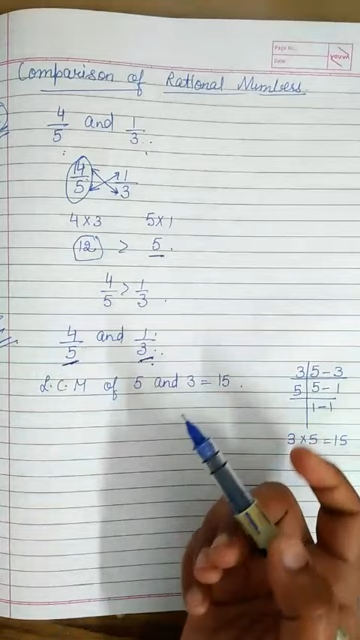 Page No.
Date
Comparison of Rational Numbers
4/5 and 1/3
4/5 1/3
4×3 5×1
12 > 5
4/5 > 1/3
4/5 and 1/3
L.C.M of 5 and 3 = 15
3 | 5 - 3
5 | 5 - 1
1 - 1
3 × 5 = 15